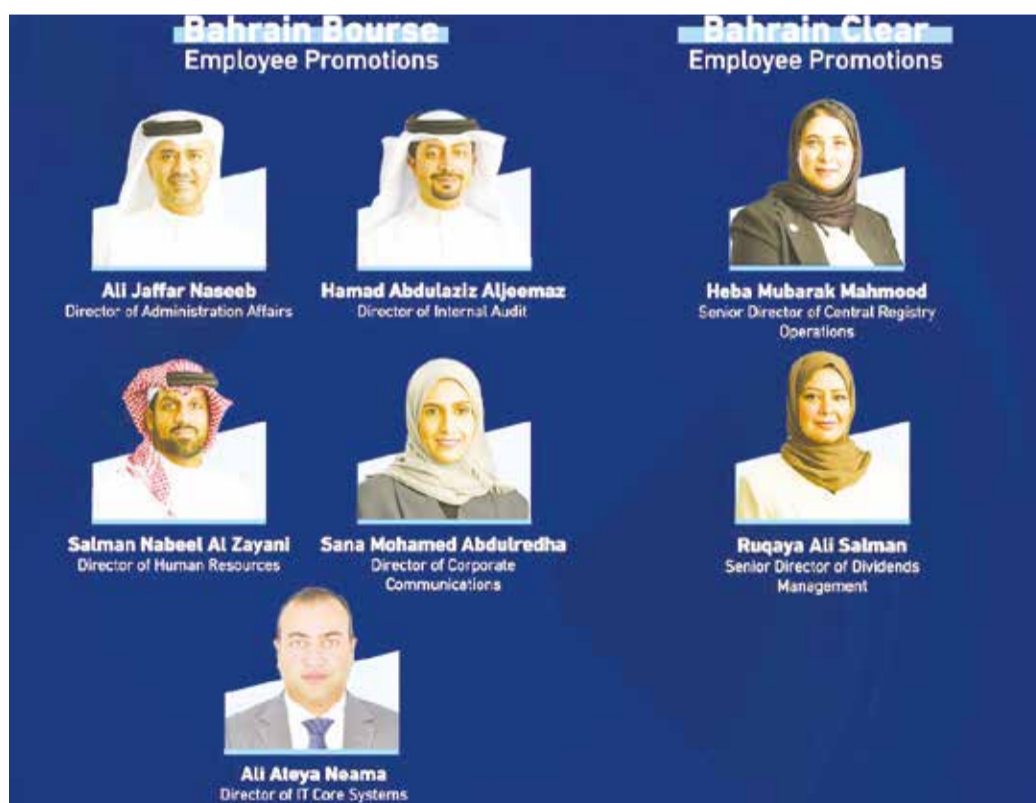 Bahrain Bourse
Employee Promotions
Ali Jaffar Naseeb
Director of Administration Affairs
Hamad Abdulaziz Aljeemaz
Director of Internal Audit
Salman Nabeel Al Zayani
Director of Human Resources
Sana Mohamed Abdulredha
Director of Corporate
Communications
Ali Ateya Neama
Director of IT Core Systems
Bahrain Clear
Employee Promotions
Heba Mubarak Mahmood
Senior Director of Central Registry
Operations
Ruqaya Ali Salman
Senior Director of Dividends
Management